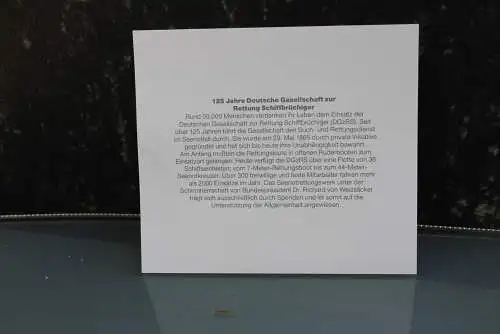 125 Jahre Deutsche Gesellschaft zur
Rettung Schiffbrüchiger
Rund 50.000 Menschen verdanken ihr Leben dem Einsatz der
Deutschen Gesellschaft zur Rettung Schiffbrüchiger (DGzRS). Seit
über 125 Jahren führt die Gesellschaft den Such- und Rettungsdienst
im Seenotfall durch. Sie wurde am 29. Mai 1865 durch private Initiative
gegründet und hat sich bis heute ihre Unabhängigkeit bewahrt.
Am Anfang mußten die Rettungsleute in offenen Ruderbooten zum
Einsatzort gelangen. Heute verfügt die DGzRS über eine Flotte von 38
Schiffseinheiten; vom 7-Meter-Rettungsboot bis zum 44-Meter-
Seenotkreuzer. Über 300 freiwillige und feste Mitarbeiter fahren mehr
als 2000 Einsätze im Jahr. Das Seenotrettungswerk unter der
Schirmherrschaft von Bundespräsident Dr. Richard von Weizsäcker
trägt sich ausschließlich durch Spenden und ist somit auf die
Unterstützung der Allgemeinheit angewiesen.